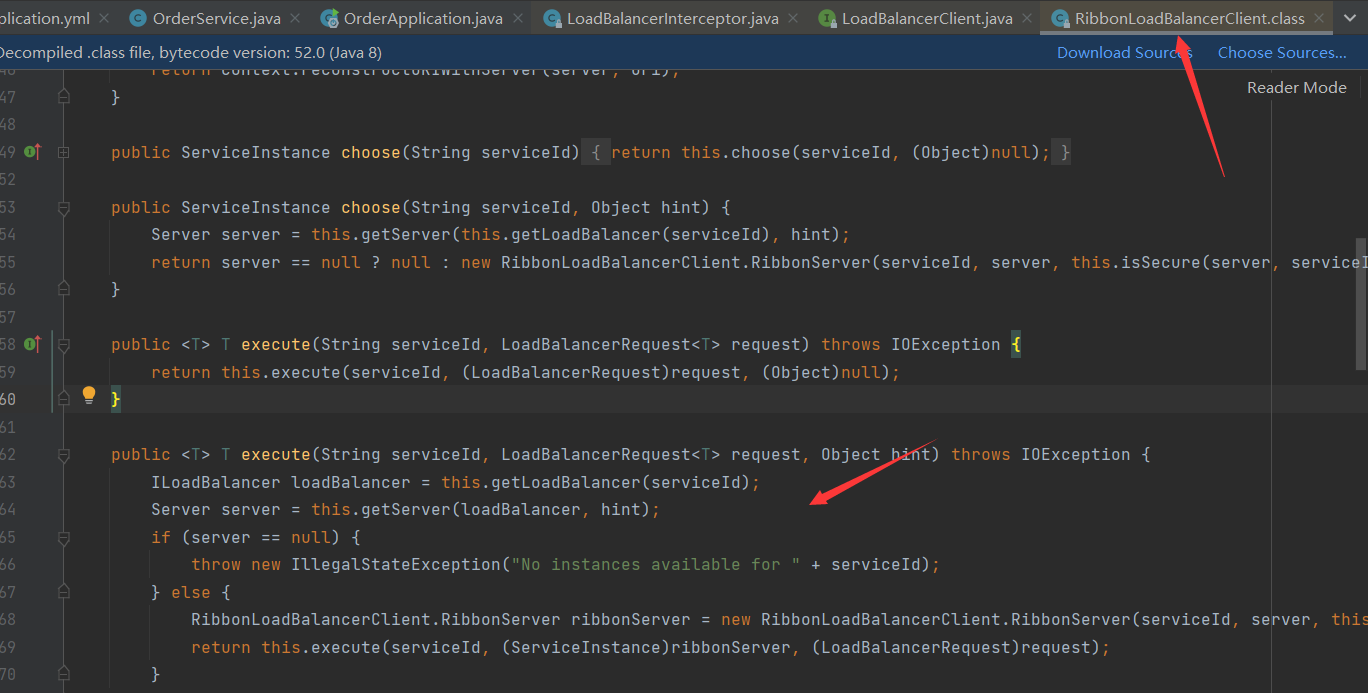 plication.yml OrderService.java OrderApplication.java LoadBalancerInterceptor.java LoadBalancerClient.java RibbonLoadBalancerClient.class
Decompiled .class file, bytecode version: 52.0 (Java 8) Download Sources Choose Sources...
46 return context.reconstructURIWithServer(server, uri);
Reader Mode
47 }
48
49 public ServiceInstance choose(String serviceId) { return this.choose(serviceId, (Object)null); }
52
53 public ServiceInstance choose(String serviceId, Object hint) {
54 Server server = this.getServer(this.getLoadBalancer(serviceId), hint);
55 return server == null ? null : new RibbonLoadBalancerClient.RibbonServer(serviceId, server, this.isSecure(server, serviceI
56 }
57
58 public <T> T execute(String serviceId, LoadBalancerRequest<T> request) throws IOException {
59 return this.execute(serviceId, (LoadBalancerRequest)request, (Object)null);
60 }
61
62 public <T> T execute(String serviceId, LoadBalancerRequest<T> request, Object hint) throws IOException {
63 ILoadBalancer loadBalancer = this.getLoadBalancer(serviceId);
64 Server server = this.getServer(loadBalancer, hint);
65 if (server == null) {
66 throw new IllegalStateException("No instances available for " + serviceId);
67 } else {
68 RibbonLoadBalancerClient.RibbonServer ribbonServer = new RibbonLoadBalancerClient.RibbonServer(serviceId, server, this
69 return this.execute(serviceId, (ServiceInstance)ribbonServer, (LoadBalancerRequest)request);
70 }